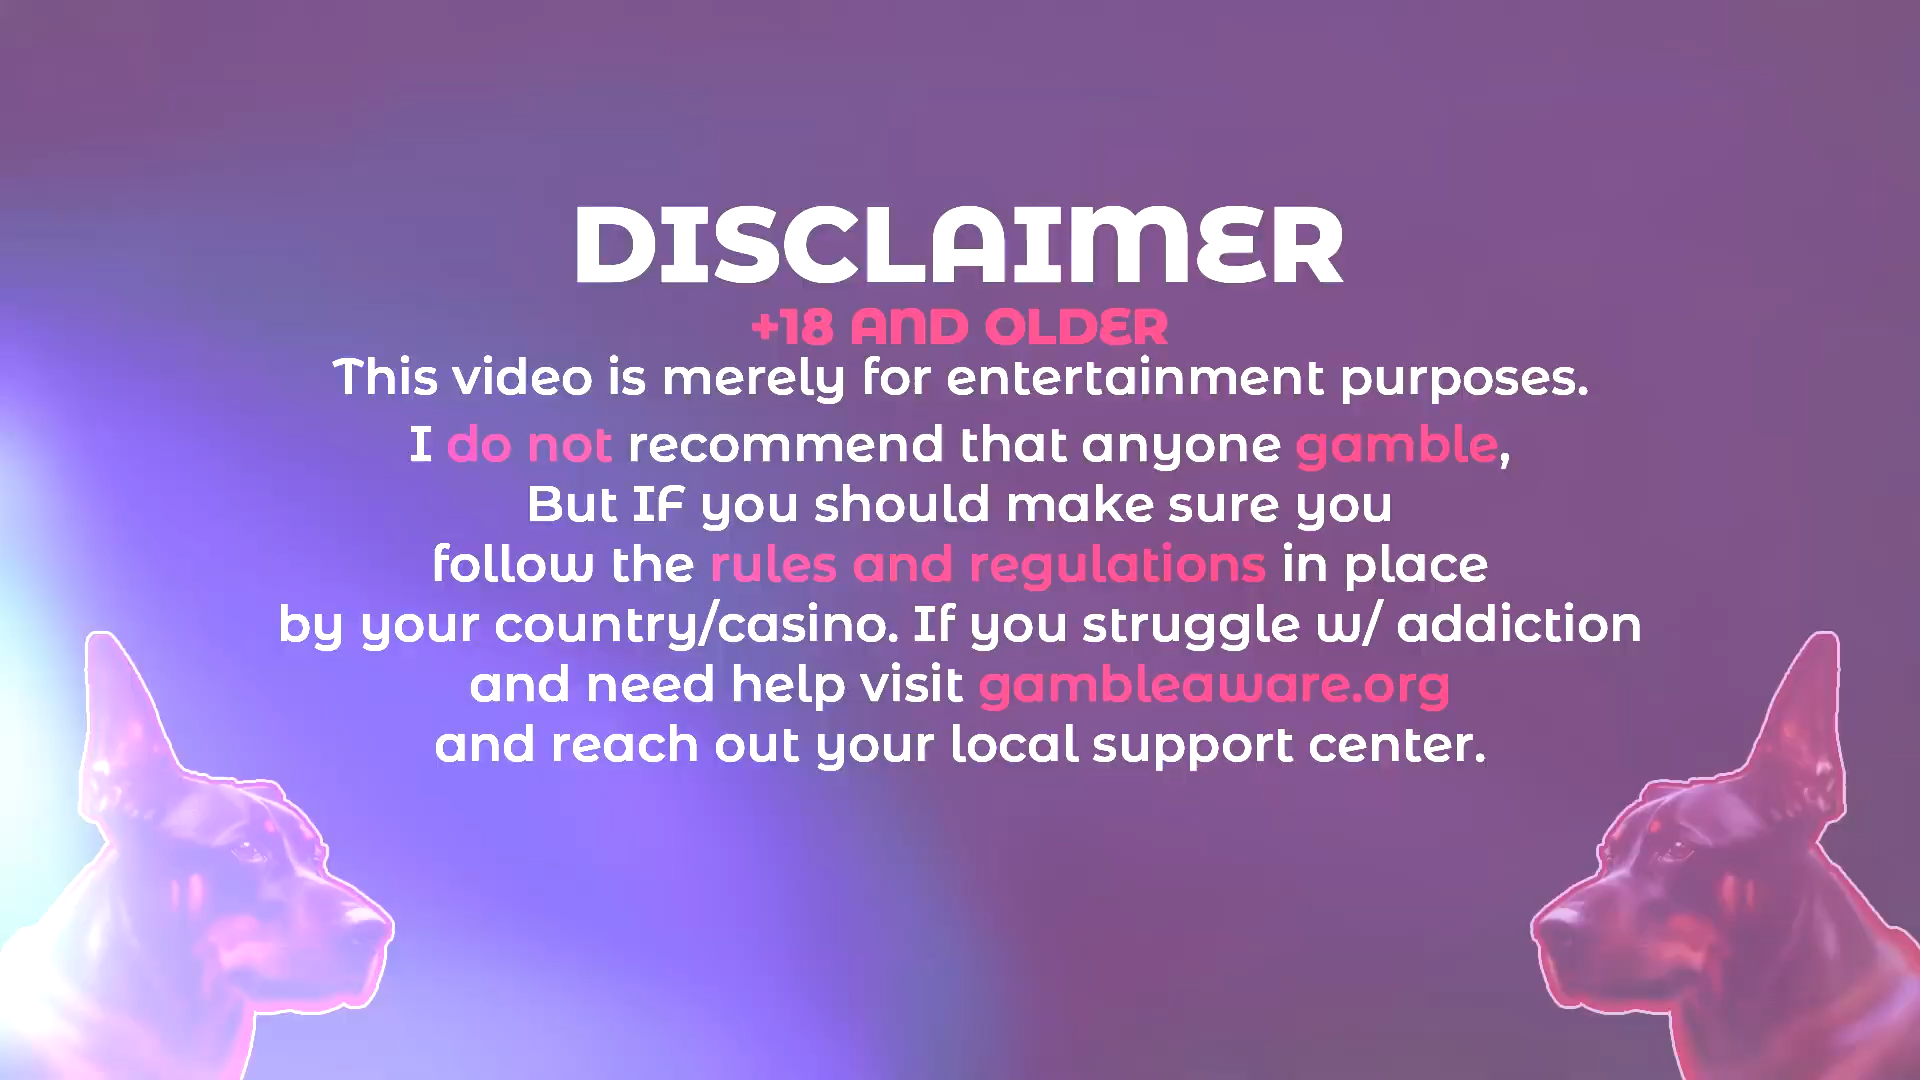 DISCLAIMER
+18 AND OLDER
This video is merely for entertainment purposes.
I do not recommend that anyone gamble,
But IF you should make sure you
follow the rules and regulations in place
by your country/casino. If you struggle w/ addiction
and need help visit gambleaware.org
and reach out your local support center.